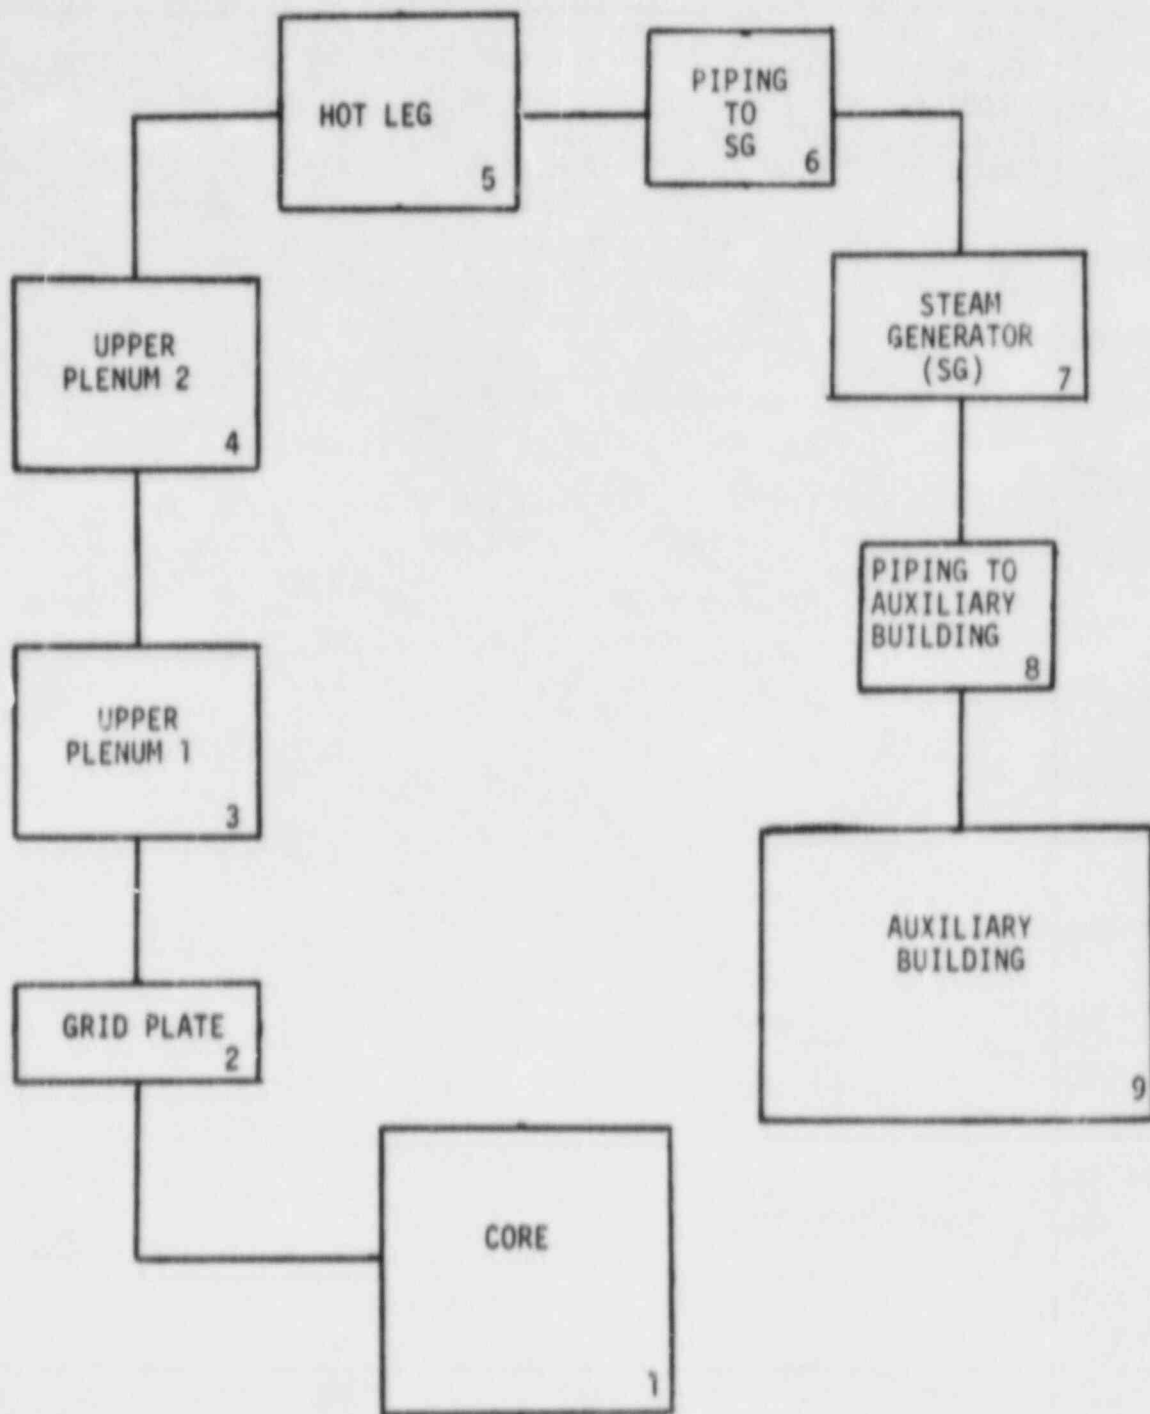 HOT LEG
5
PIPING
TO
SG
6
UPPER
PLENUM 2
4
STEAM
GENERATOR
(SG)
7
PIPING TO
AUXILIARY
BUILDING
8
UPPER
PLENUM 1
3
AUXILIARY
BUILDING
9
GRID PLATE
2
CORE
1